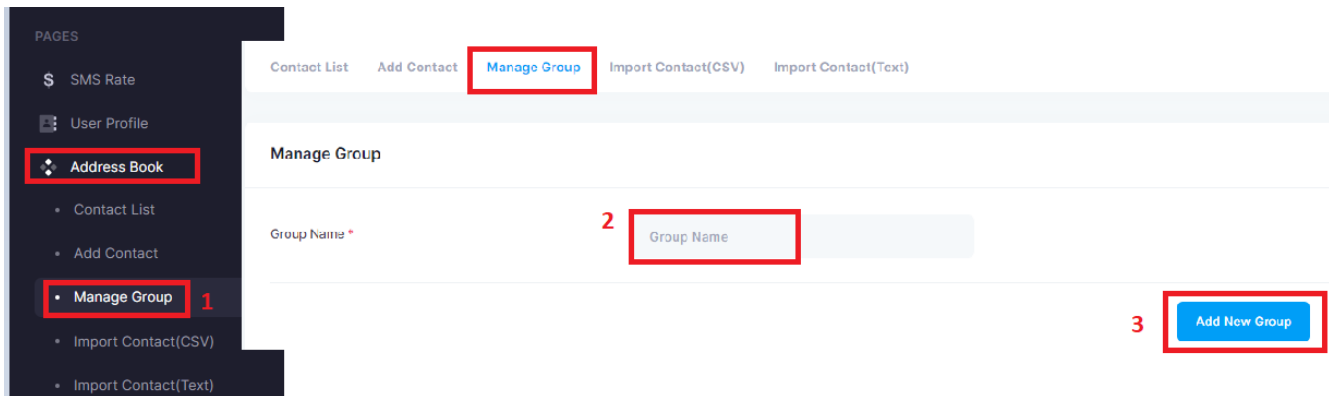 PAGES
$ SMS Rate
User Profile
Address Book
• Contact List
• Add Contact
• Manage Group 1
• Import Contact(CSV)
• Import Contact(Text)
Contact List Add Contact Manage Group Import Contact(CSV) Import Contact(Text)
Manage Group
Group Name * 2 Group Name
3 Add New Group